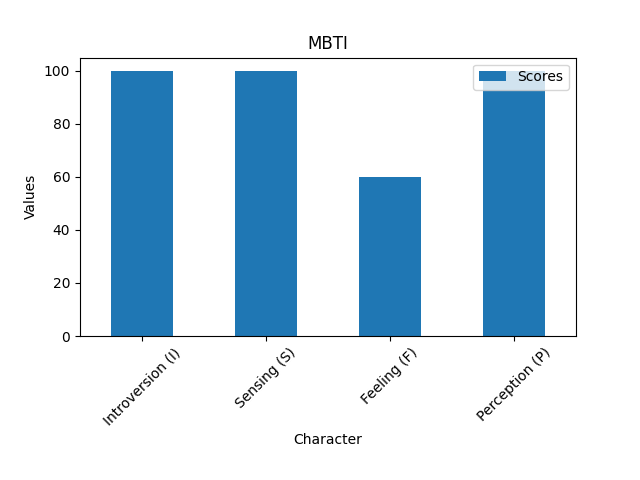 MBTI
Scores
Values
100
80
60
40
20
0
Introversion (I)
Sensing (S)
Feeling (F)
Perception (P)
Character